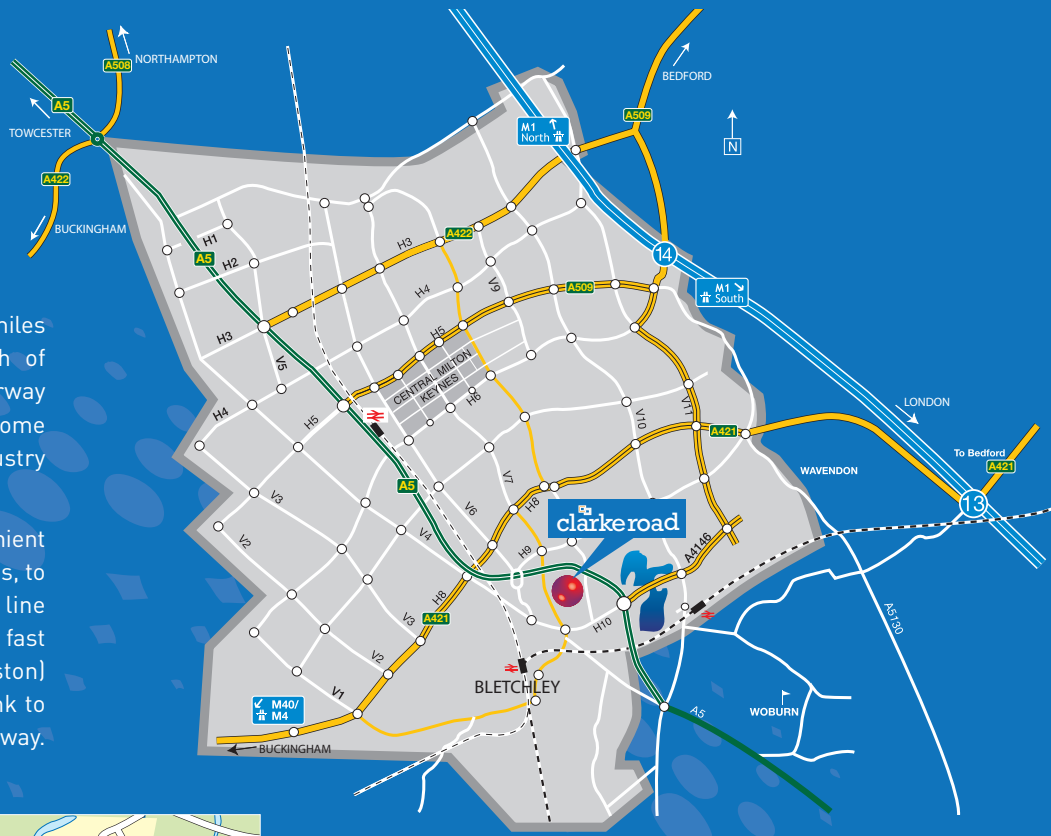 A508
NORTHAMPTON
A5
TOWCESTER
A422
BUCKINGHAM
BEDFORD
A509
M1
North
N
H1
H2
A5
H3
A422
14
M1
South
H4
V9
A509
H3
V5
H5
CENTRAL MILTON
KEYNES
H6
H4
H5
V10
V11
A421
LONDON
To Bedford
A421
WAVENDON
13
V3
V2
A5
V7
V6
V4
H8
clarkeroad
H9
A4146
H8
V3
A421
H10
A5130
V2
V1
BLETCHLEY
M40/
M4
BUCKINGHAM
A5
WOBURN
miles
h of
rway
ome
ustry
nient
s, to
line
fast
ston)
nk to
way.